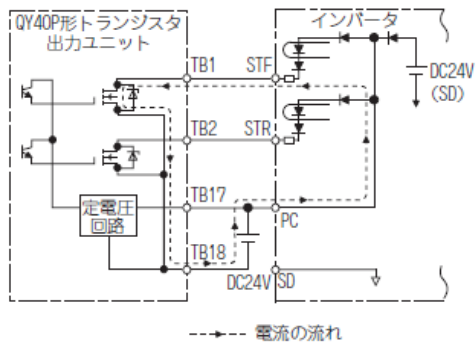 QY40P形トランジスタ
出力ユニット
インバータ
TB1
STF
DC24V
(SD)
TB2
STR
定電圧
回路
TB17
PC
TB18
DC24V
SD
電流の流れ